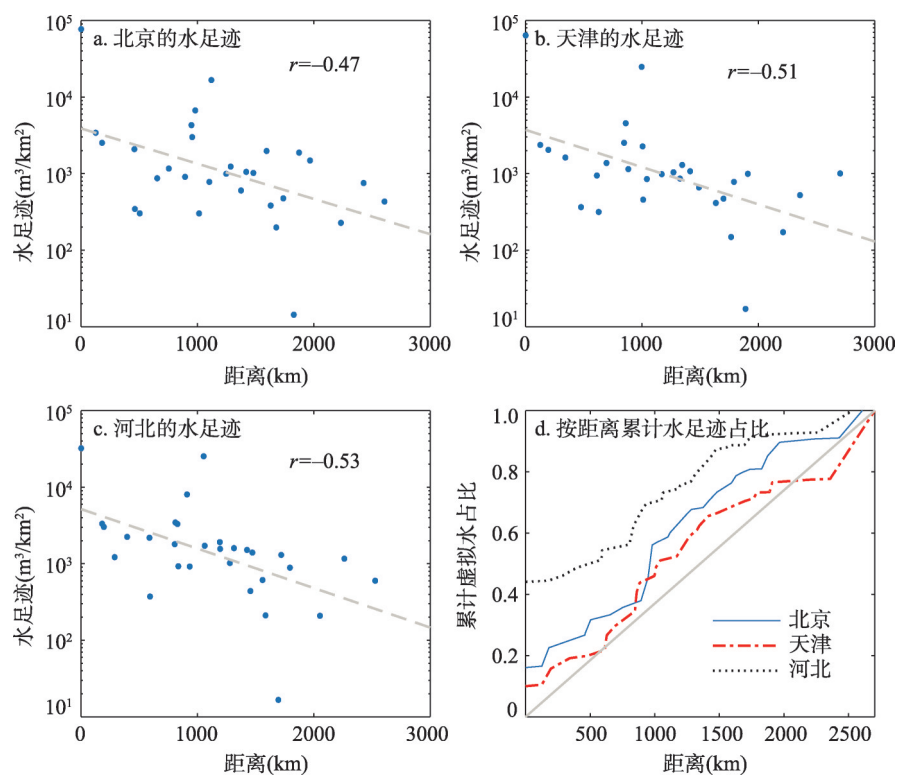 a. 北京的水足迹
r=–0.47
10⁵
10⁴
10³
10²
10¹
水足迹(m³/km²)
0
1000
2000
3000
距离(km)
b. 天津的水足迹
r=–0.51
10⁵
10⁴
10³
10²
10¹
水足迹(m³/km²)
0
1000
2000
3000
距离(km)
c. 河北的水足迹
r=–0.53
10⁵
10⁴
10³
10²
10¹
水足迹(m³/km²)
0
1000
2000
3000
距离(km)
d. 按距离累计水足迹占比
1.0
0.8
0.6
0.4
0.2
0
累计虚拟水占比
北京
天津
河北
500
1000
1500
2000
2500
距离(km)